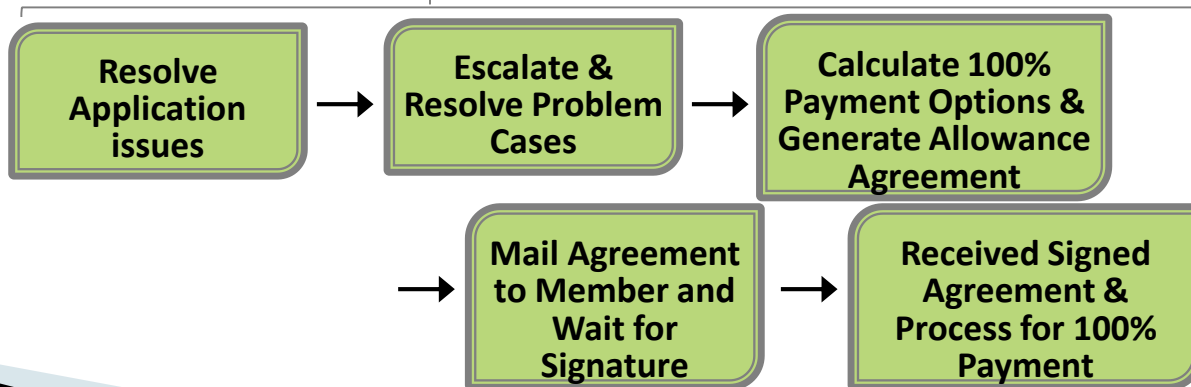 Resolve
Application
issues
Escalate &
Resolve Problem
Cases
Calculate 100%
Payment Options &
Generate Allowance
Agreement
Mail Agreement
to Member and
Wait for
Signature
Received Signed
Agreement &
Process for 100%
Payment